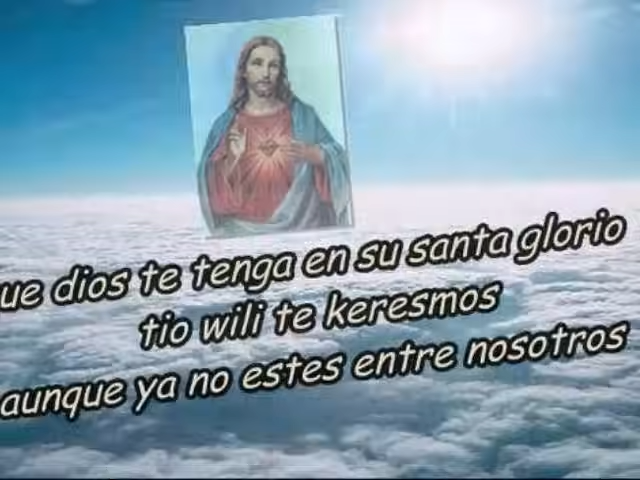 ue dios te tenga en su santa glorio
tio wili te keresmos
aunque ya no estes entre nosotros